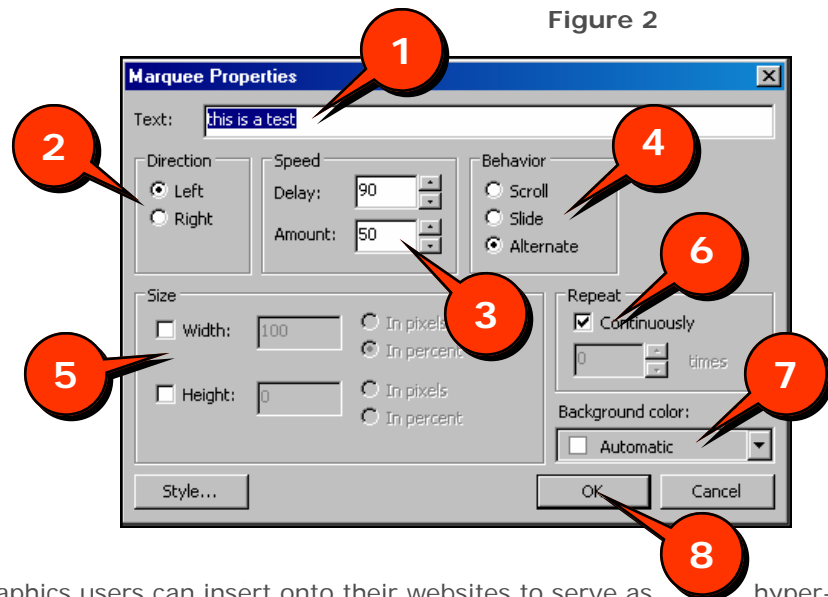 Figure 2
1
Marquee Properties
Text: this is a test
2
4
Direction
Left
Right
Speed
Delay: 90
Amount: 50
Behavior
Scroll
Slide
Alternate
3
6
Size
Width: 100 In pixels
In percent
Height: 0 In pixels
In percent
5
Repeat
Continuously
0 times
7
Background color:
Automatic
Style... OK Cancel
8
users can insert onto their websites to serve as hyper-